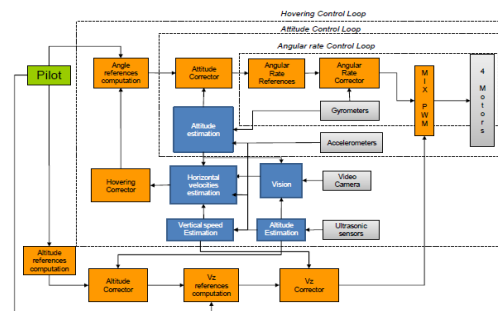 Hovering Control Loop
Attitude Control Loop
Angular rate Control Loop
Pilot
Angle
references
computation
Attitude
Corrector
Angular
Rate
References
Angular
Rate
Corrector
MIX PWM
4 Motors
Gyrometers
Attitude
estimation
Accelerometers
Hovering
Corrector
Horizontal
velocities
estimation
Vision
Video
Camera
Vertical speed
Estimation
Altitude
Estimation
Ultrasonic
sensors
Altitude
references
computation
Altitude
Corrector
Vz
references
computation
Vz
Corrector